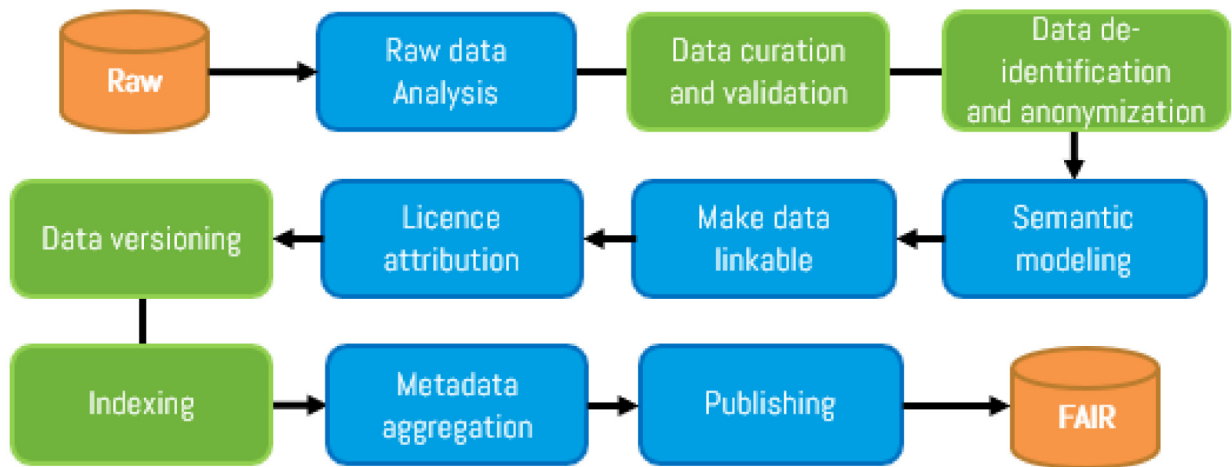 Raw
Raw data
Analysis
Data curation
and validation
Data de-
identification
and anonymization
Semantic
modeling
Make data
linkable
Licence
attribution
Data versioning
Indexing
Metadata
aggregation
Publishing
FAIR